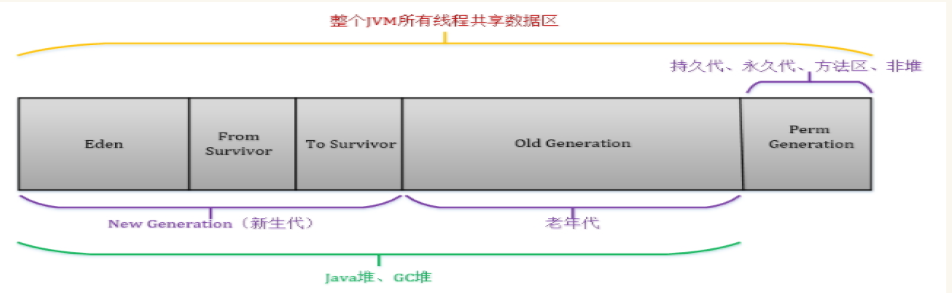 整个JVM所有线程共享数据区
持久代、永久代、方法区、非堆
Eden
From
Survivor
To Survivor
Old Generation
Perm
Generation
New Generation（新生代）
老年代
Java堆、GC堆